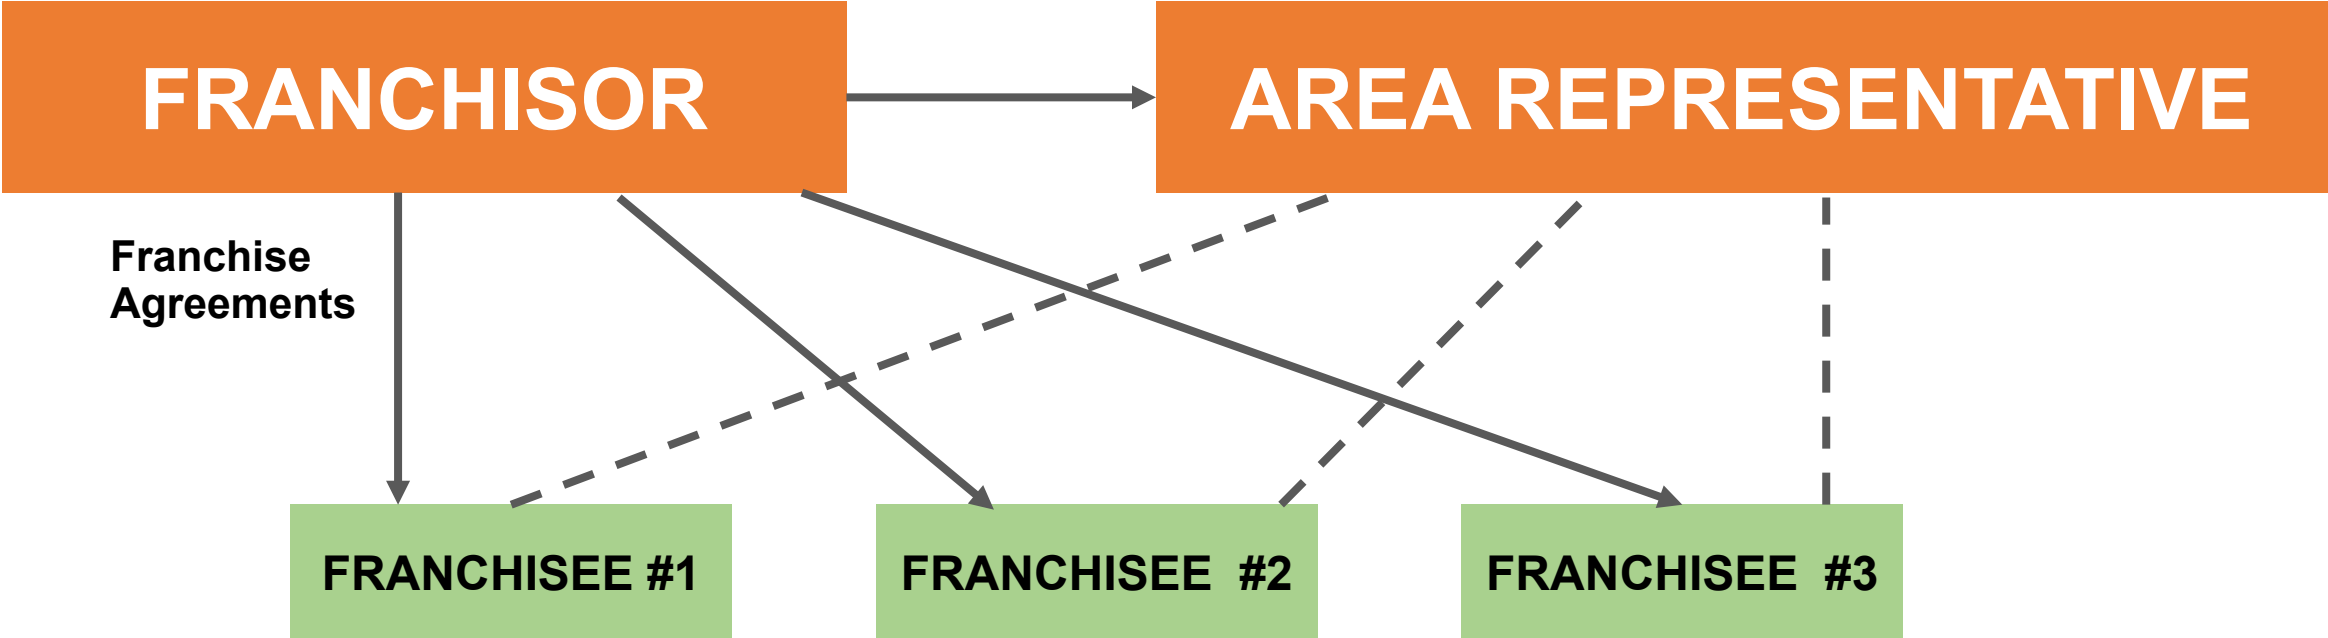 FRANCHISOR
AREA REPRESENTATIVE
Franchise
Agreements
FRANCHISEE #1
FRANCHISEE #2
FRANCHISEE #3